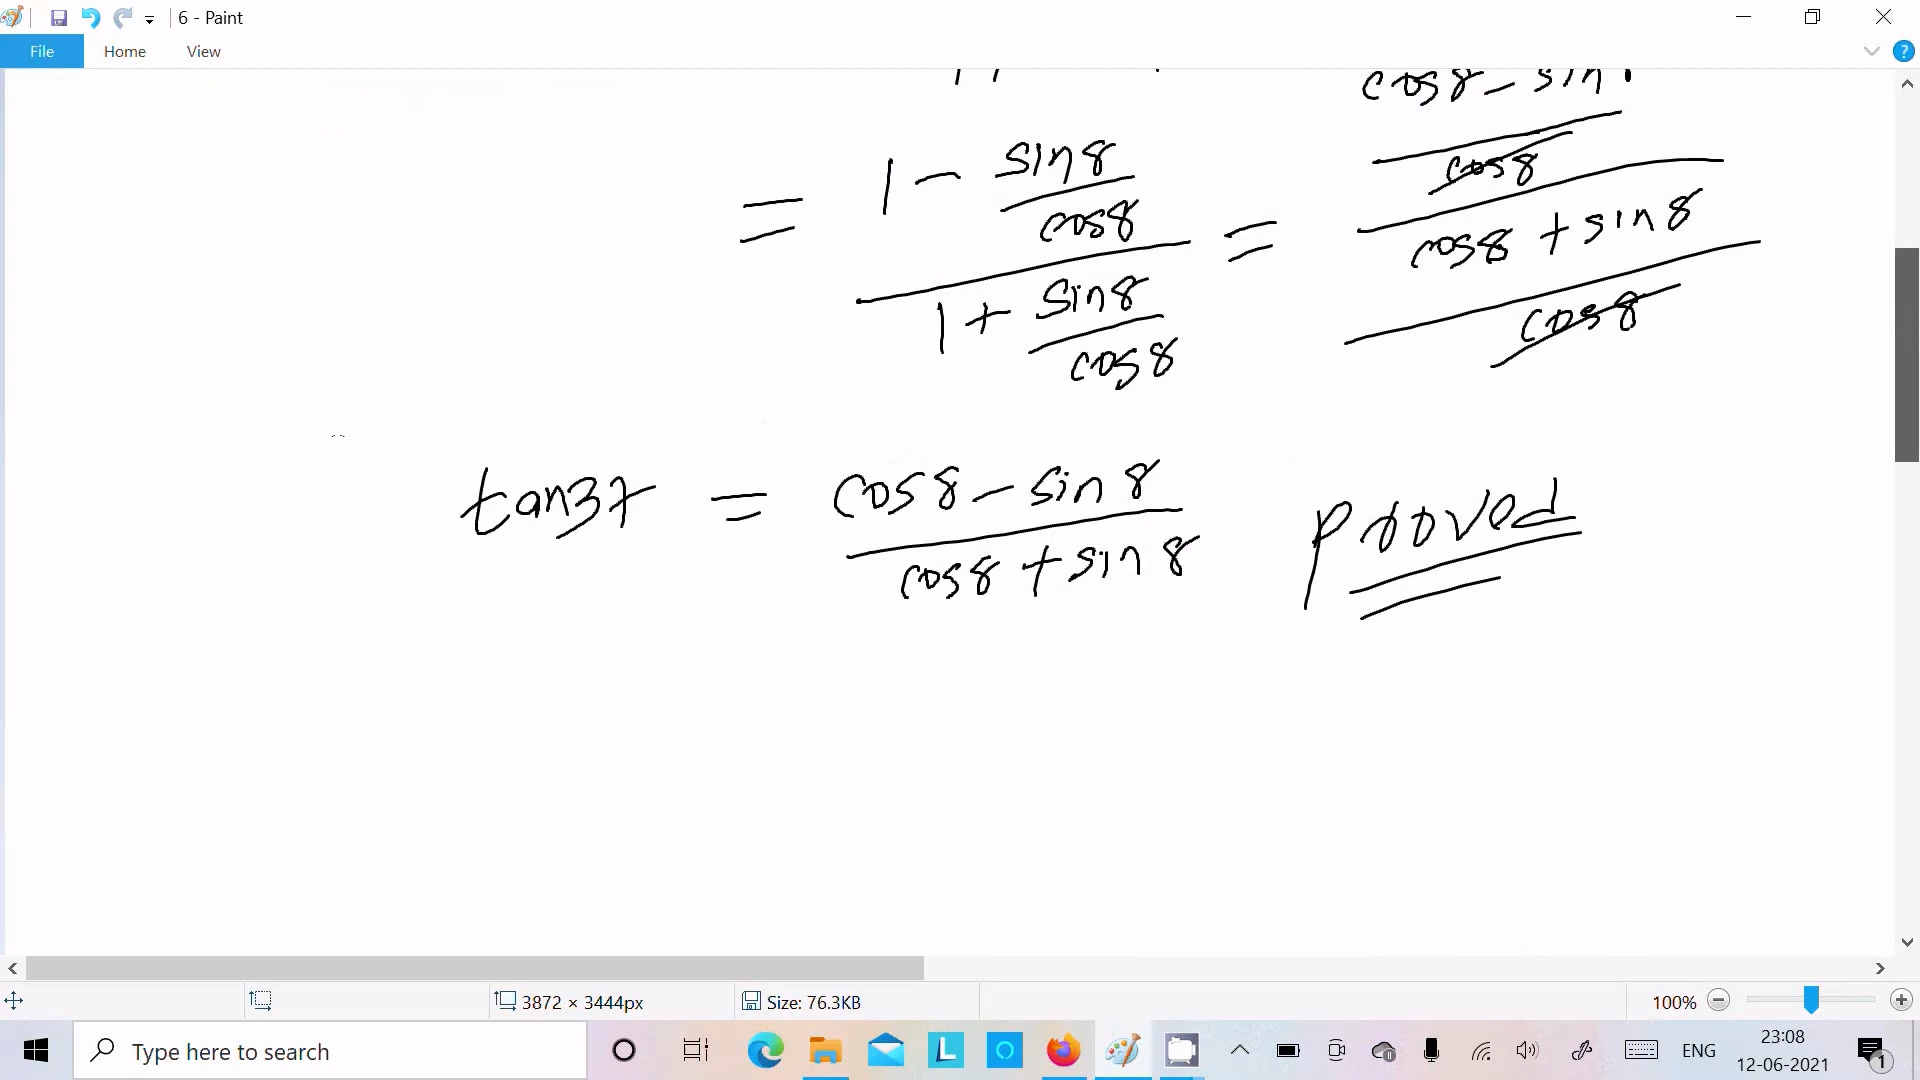 6 - Paint
File Home View
cos8 - sin
= 1 - sin8/cos8 / 1 + sin8/cos8 = cos8 / cos8 + sin8 / cos8
tan37 = cos8 - sin8 / cos8 + sin8 proved
3872 × 3444px Size: 76.3KB 100%
Type here to search ENG 23:08
12-06-2021
1